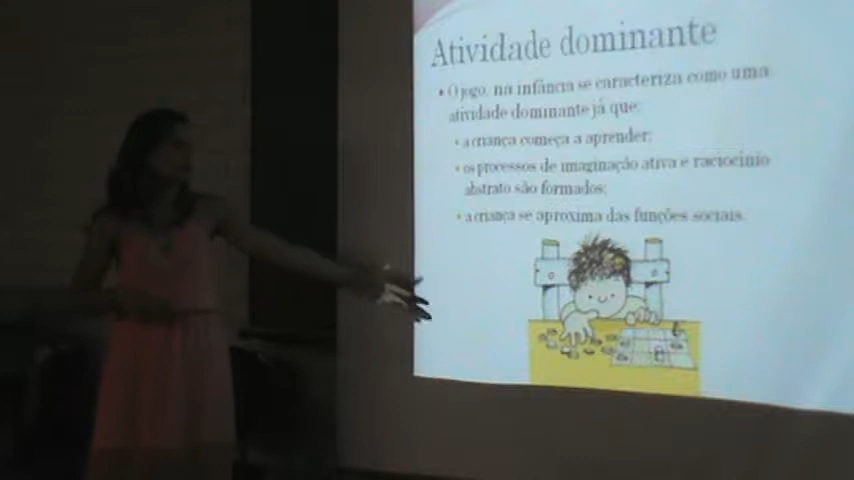 Atividade dominante
• O jogo, na infância se caracteriza como uma
atividade dominante já que:
• a criança começa a aprender;
• os processos de imaginação ativa e raciocínio
abstrato são formados;
• a criança se aproxima das funções sociais.